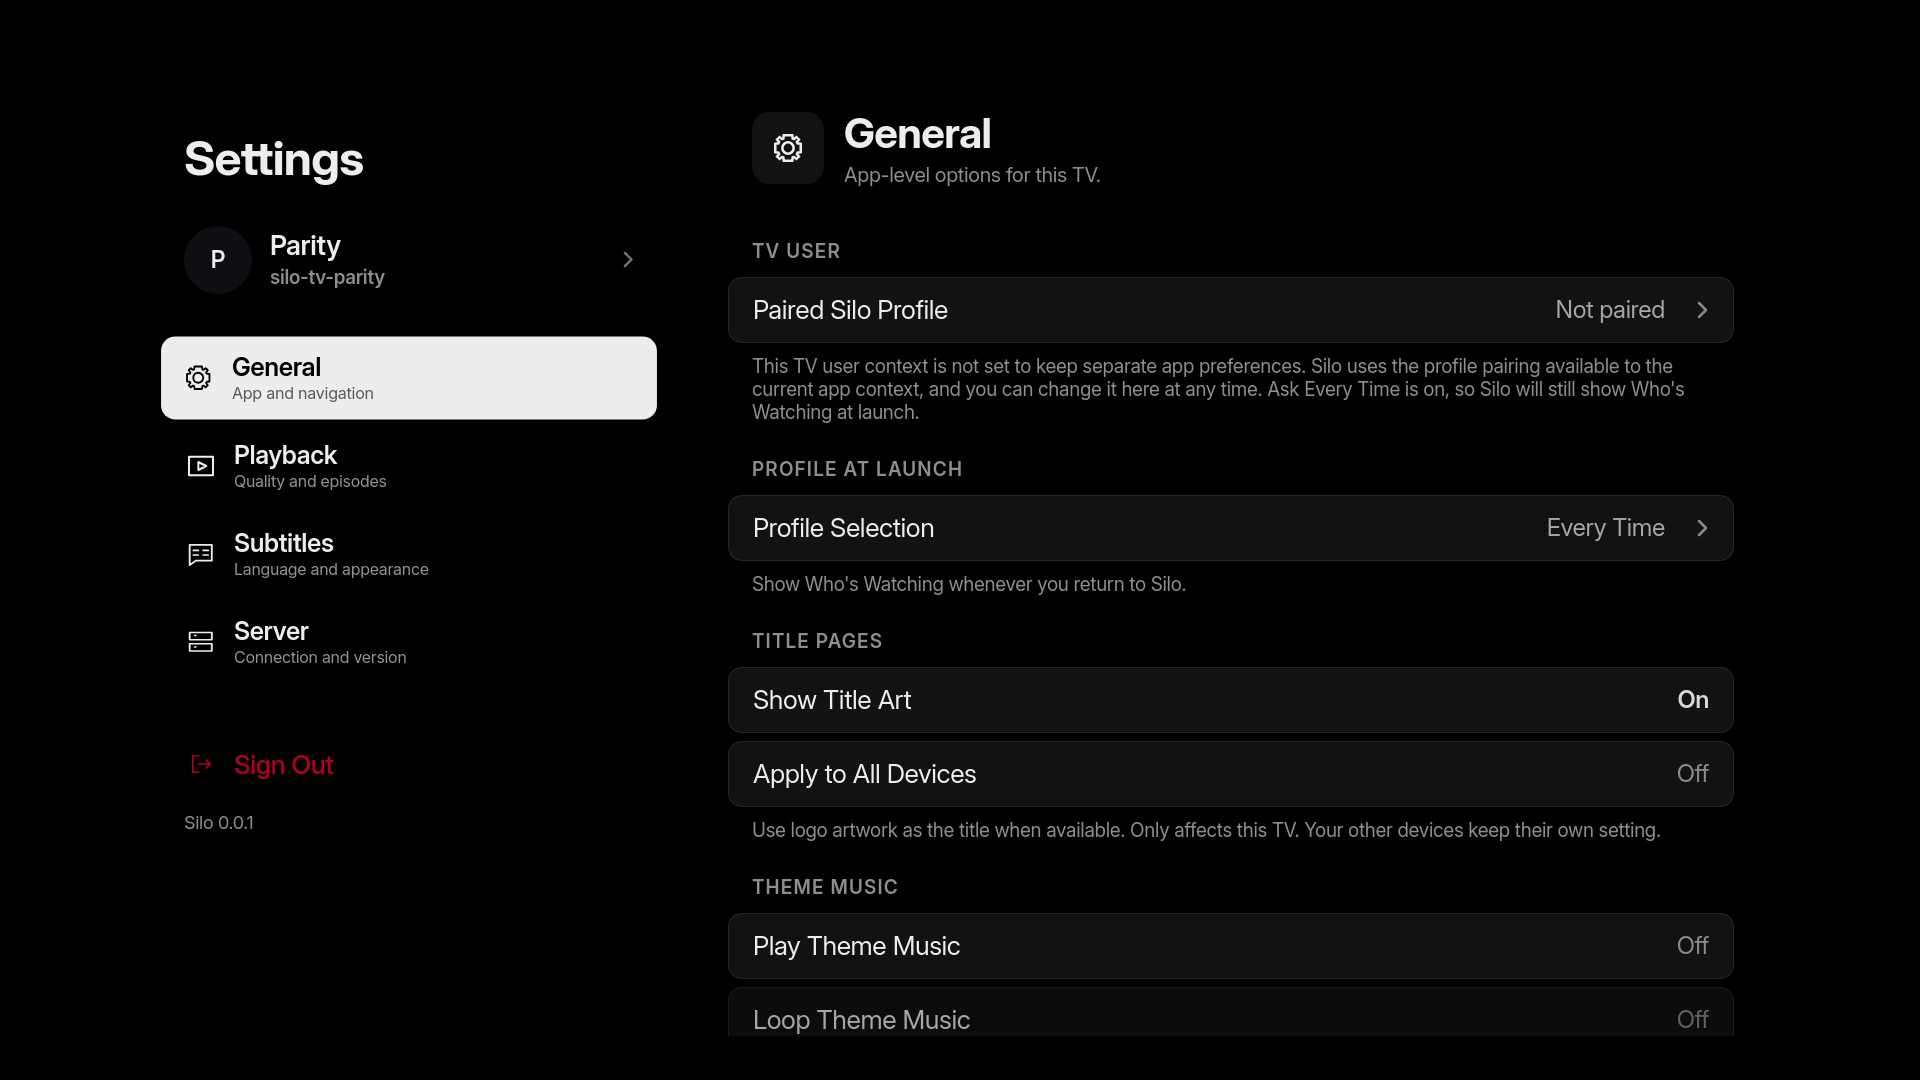 Settings
P
Parity
silo-tv-parity
General
App and navigation
Playback
Quality and episodes
Subtitles
Language and appearance
Server
Connection and version
Sign Out
Silo 0.0.1
General
App-level options for this TV.
TV USER
Paired Silo Profile Not paired
This TV user context is not set to keep separate app preferences. Silo uses the profile pairing available to the
current app context, and you can change it here at any time. Ask Every Time is on, so Silo will still show Who's
Watching at launch.
PROFILE AT LAUNCH
Profile Selection Every Time
Show Who's Watching whenever you return to Silo.
TITLE PAGES
Show Title Art On
Apply to All Devices Off
Use logo artwork as the title when available. Only affects this TV. Your other devices keep their own setting.
THEME MUSIC
Play Theme Music Off
Loop Theme Music Off